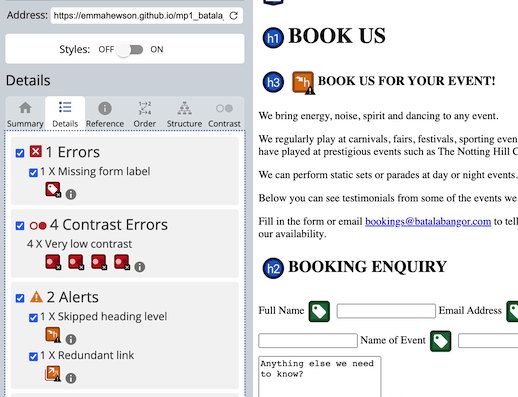 Address: https://emmahewson.github.io/mp1_batala_
Styles: OFF ON
Details
Summary Details Reference Order Structure Contrast
1 Errors
1 X Missing form label
4 Contrast Errors
4 X Very low contrast
2 Alerts
1 X Skipped heading level
1 X Redundant link
h1 BOOK US
h3 h BOOK US FOR YOUR EVENT!
We bring energy, noise, spirit and dancing to any event.
We regularly play at carnivals, fairs, festivals, sporting even
have played at prestigious events such as The Notting Hill C
We can perform static sets or parades at day or night events.
Below you can see testimonials from some of the events we
Fill in the form or email bookings@batalabangor.com to tel
our availability.
h2 BOOKING ENQUIRY
Full Name Email Address
Name of Event
Anything else we need
to know?